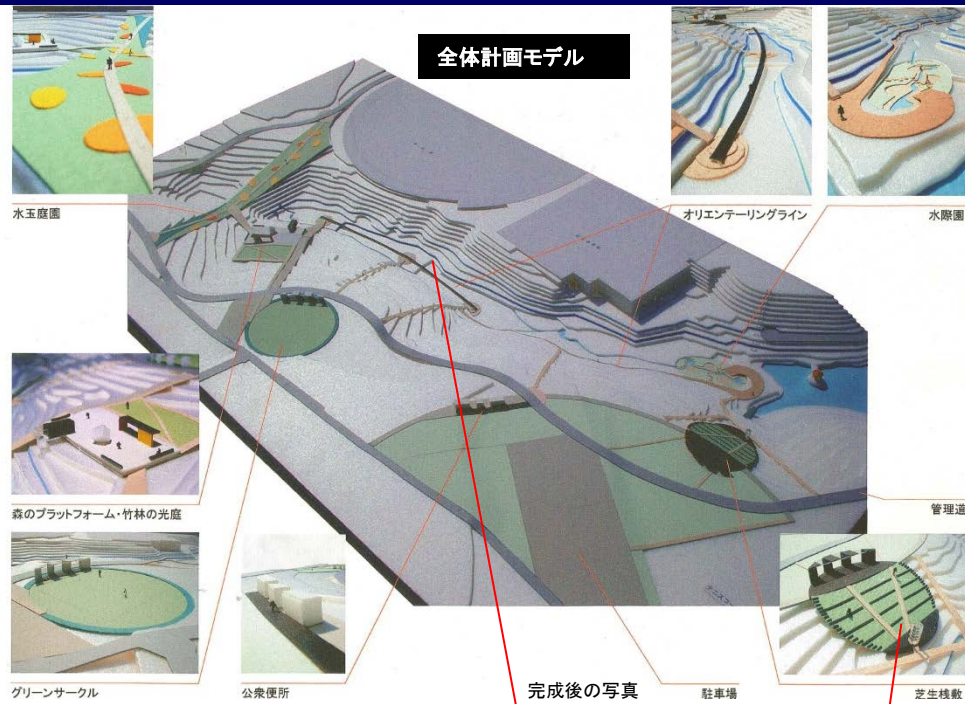 全体計画モデル
水玉庭園
オリエンテーリングライン
水際園
森のプラットフォーム・竹林の光庭
管理道
グリーンサークル
公衆便所
完成後の写真
駐車場
芝生桟敷